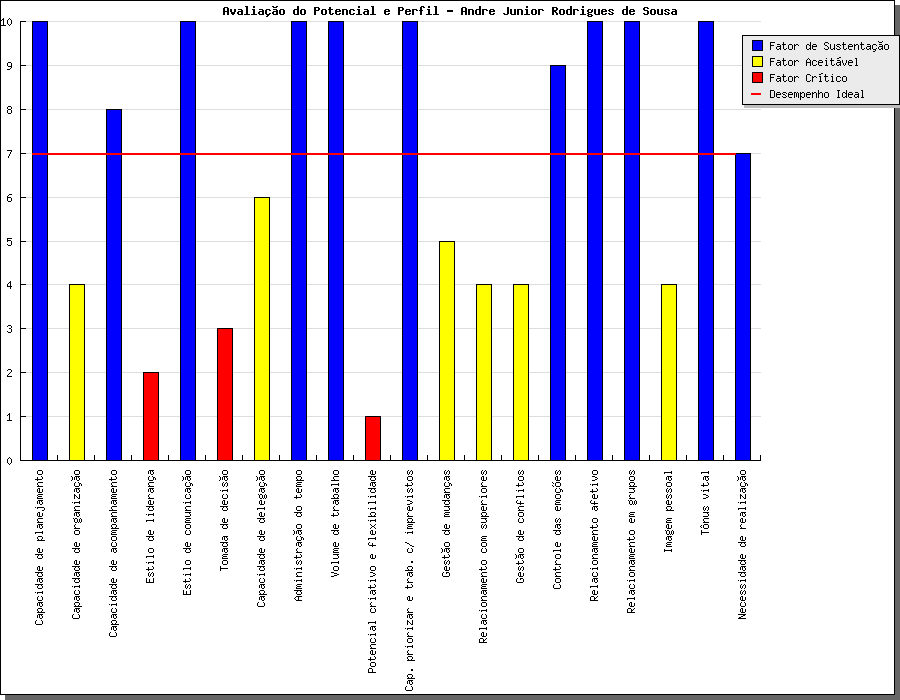 Avaliação do Potencial e Perfil - Andre Junior Rodrigues de Sousa
Fator de Sustentação
Fator Aceitável
Fator Crítico
Desempenho Ideal
10
9
8
7
6
5
4
3
2
1
0
Capacidade de planejamento
Capacidade de organização
Capacidade de acompanhamento
Estilo de liderança
Estilo de comunicação
Tomada de decisão
Capacidade de delegação
Administração do tempo
Volume de trabalho
Potencial criativo e flexibilidade
Cap. priorizar e trab. c/ imprevistos
Gestão de mudanças
Relacionamento com superiores
Gestão de conflitos
Controle das emoções
Relacionamento afetivo
Relacionamento em grupos
Imagem pessoal
Tônus vital
Necessidade de realização